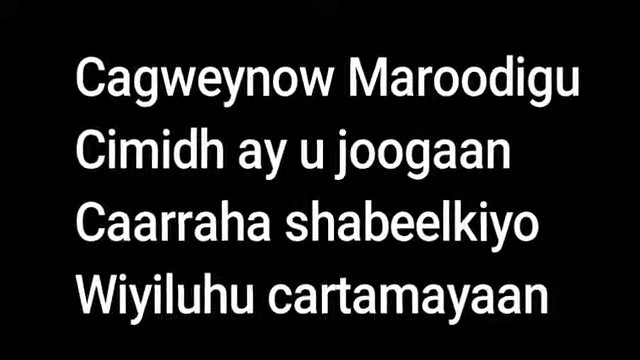 Cagweynow Maroodigu
Cimidh ay u joogaan
Caarraha shabeelkiyo
Wiyiluhu cartamayaan